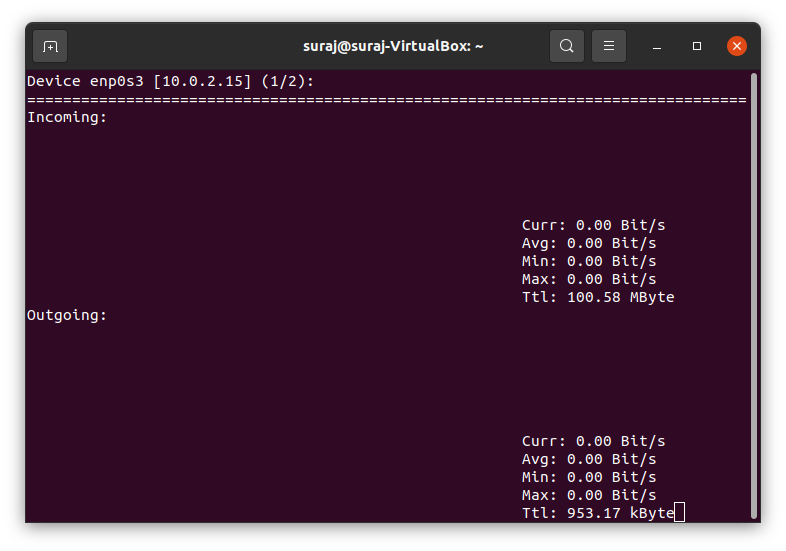 suraj@suraj-VirtualBox: ~
Device enp0s3 [10.0.2.15] (1/2):
================================================================================
Incoming:
Curr: 0.00 Bit/s
Avg: 0.00 Bit/s
Min: 0.00 Bit/s
Max: 0.00 Bit/s
Ttl: 100.58 MByte
Outgoing:
Curr: 0.00 Bit/s
Avg: 0.00 Bit/s
Min: 0.00 Bit/s
Max: 0.00 Bit/s
Ttl: 953.17 kByte